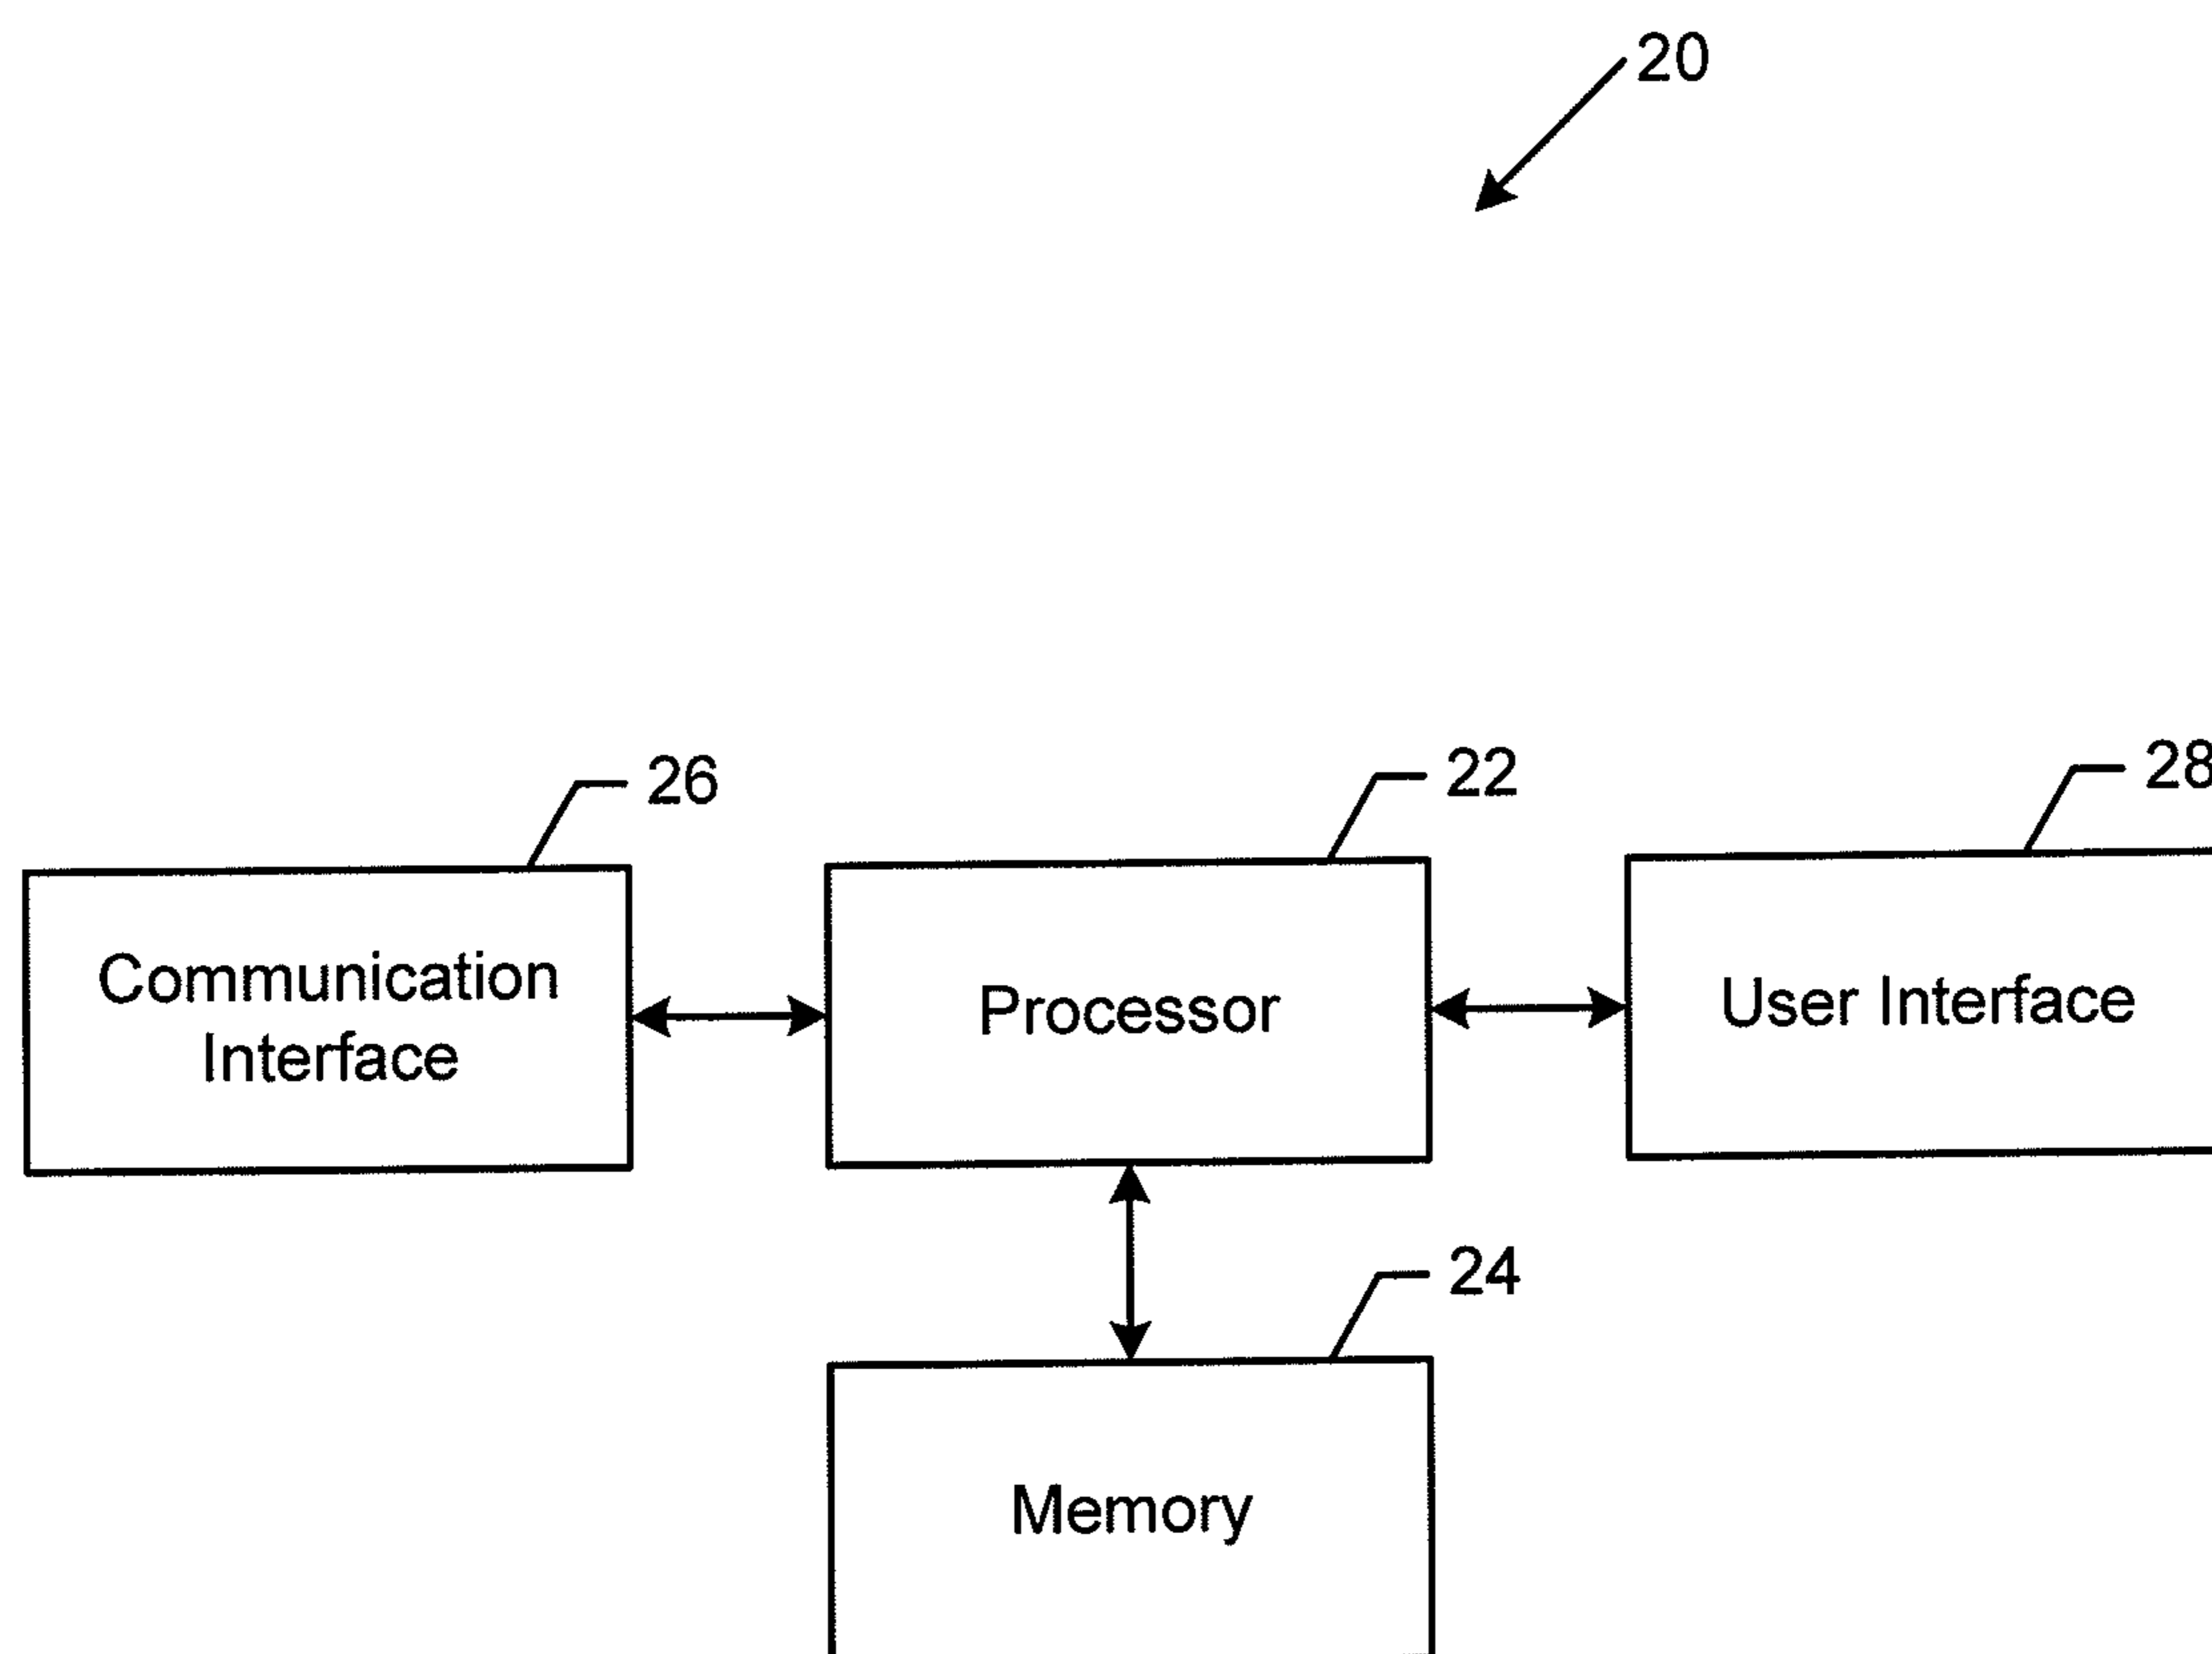 20
26
22
28
Communication
Interface
Processor
User Interface
24
Memory